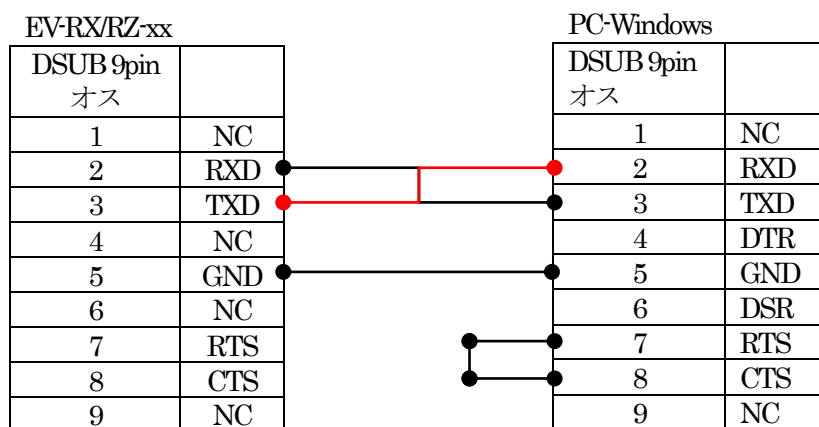 EV-RX/RZ-xx
DSUB 9pin
オス
1 NC
2 RXD
3 TXD
4 NC
5 GND
6 NC
7 RTS
8 CTS
9 NC
PC-Windows
DSUB 9pin
オス
1 NC
2 RXD
3 TXD
4 DTR
5 GND
6 DSR
7 RTS
8 CTS
9 NC